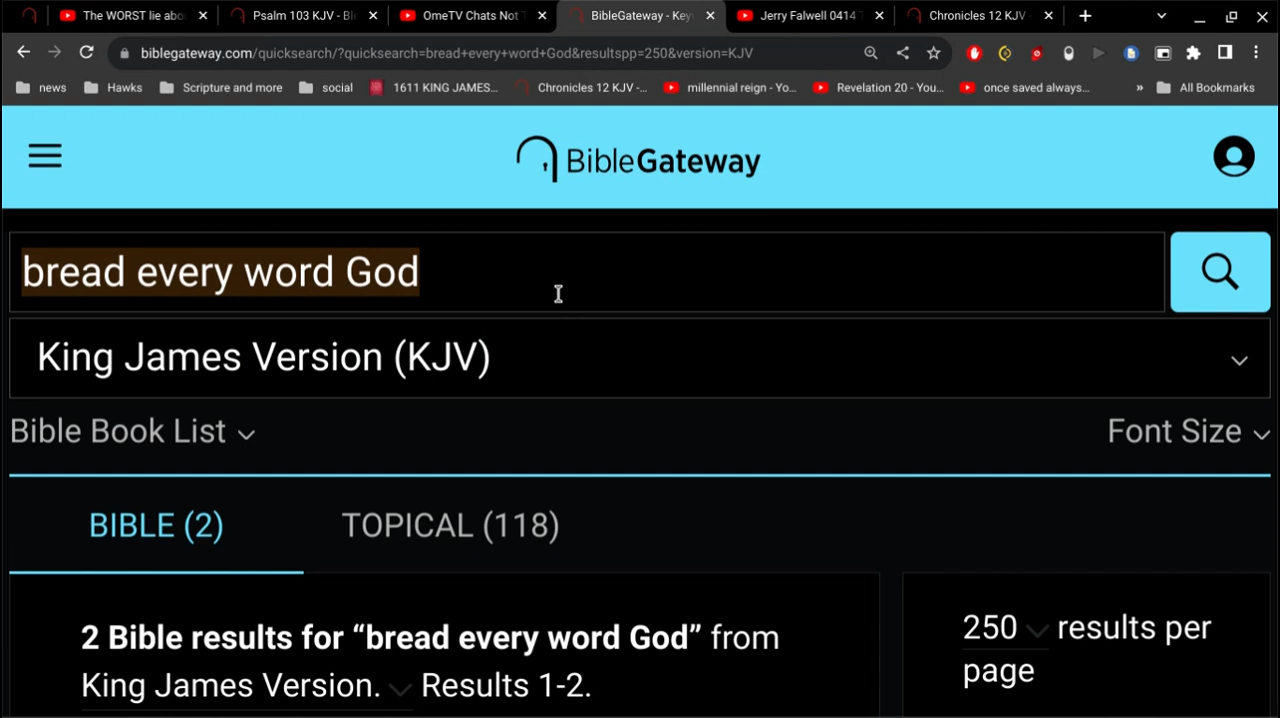 The WORST lie abo
Psalm 103 KJV - Bl
OmeTV Chats Not
BibleGateway - Key
Jerry Falwell 0414
Chronicles 12 KJV
biblegateway.com/quicksearch/?quicksearch=bread+every+word+God&resultspp=250&version=KJV
news Hawks Scripture and more social 1611 KING JAMES... Chronicles 12 KJV -... millennial reign - Yo... Revelation 20 - You... once saved always... » All Bookmarks
BibleGateway
bread every word God
King James Version (KJV)
Bible Book List Font Size
BIBLE (2) TOPICAL (118)
2 Bible results for “bread every word God” from
King James Version. Results 1-2.
250 results per
page